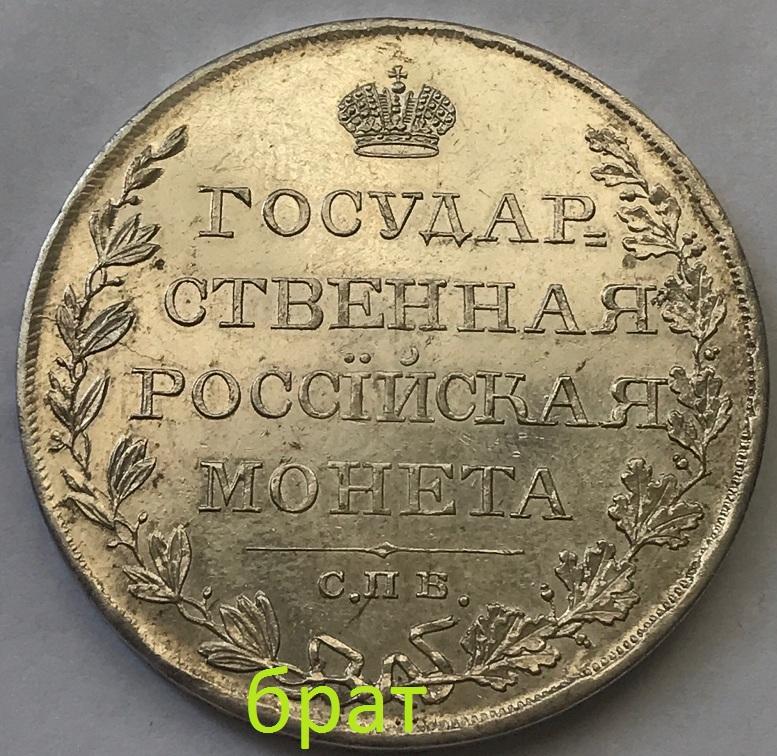 ГОСУДАР=
СТВЕННАЯ
РОССІЙСКАЯ
МОНЕТА
С.П Б.
брат